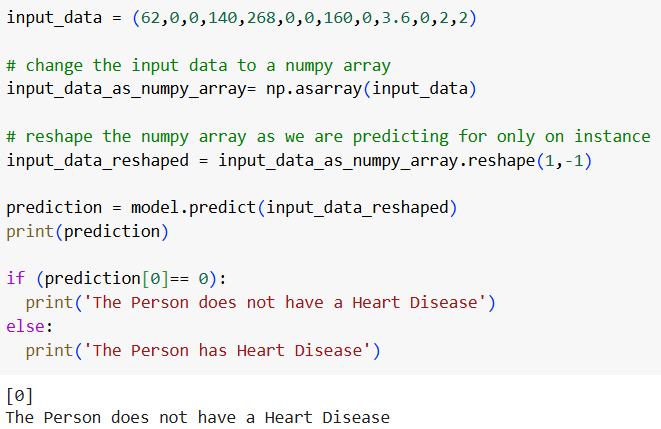 input_data = (62,0,0,140,268,0,0,160,0,3.6,0,2,2)
# change the input data to a numpy array
input_data_as_numpy_array= np.asarray(input_data)
# reshape the numpy array as we are predicting for only on instance
input_data_reshaped = input_data_as_numpy_array.reshape(1,-1)
prediction = model.predict(input_data_reshaped)
print(prediction)
if (prediction[0]== 0):
  print('The Person does not have a Heart Disease')
else:
  print('The Person has Heart Disease')
[0]
The Person does not have a Heart Disease